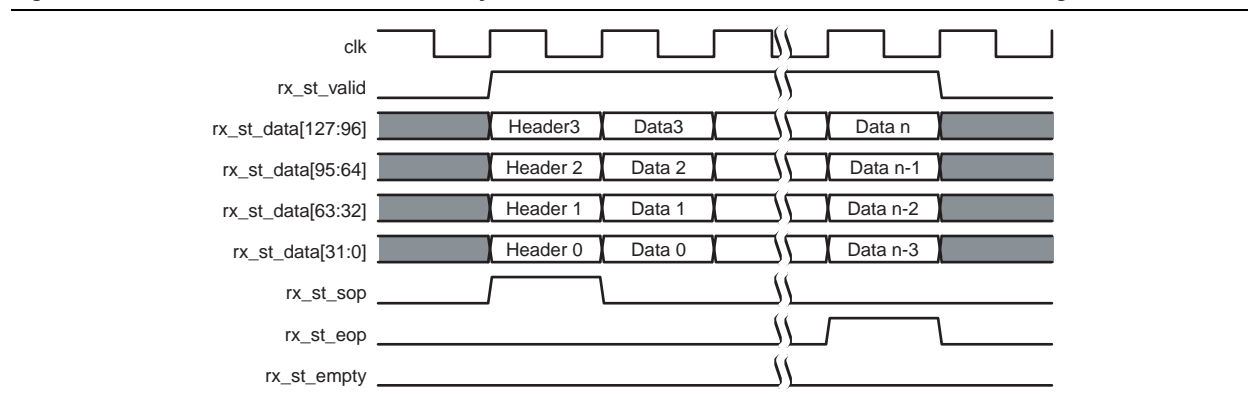 clk
rx_st_valid
rx_st_data[127:96] Header3 Data3 Data n
rx_st_data[95:64] Header 2 Data 2 Data n-1
rx_st_data[63:32] Header 1 Data 1 Data n-2
rx_st_data[31:0] Header 0 Data 0 Data n-3
rx_st_sop
rx_st_eop
rx_st_empty